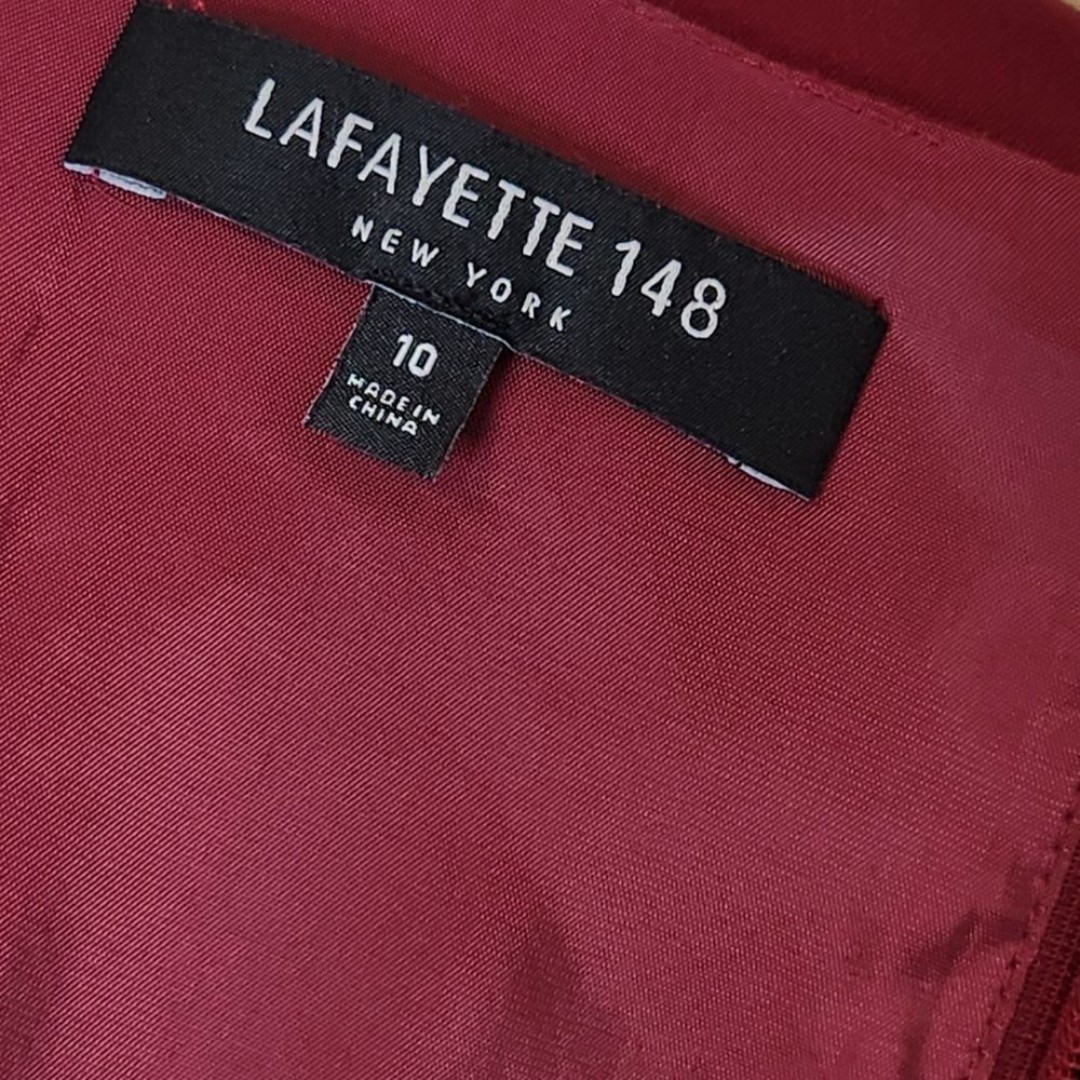 LAFAYETTE 148
NEW YORK
10
MADE IN
CHINA